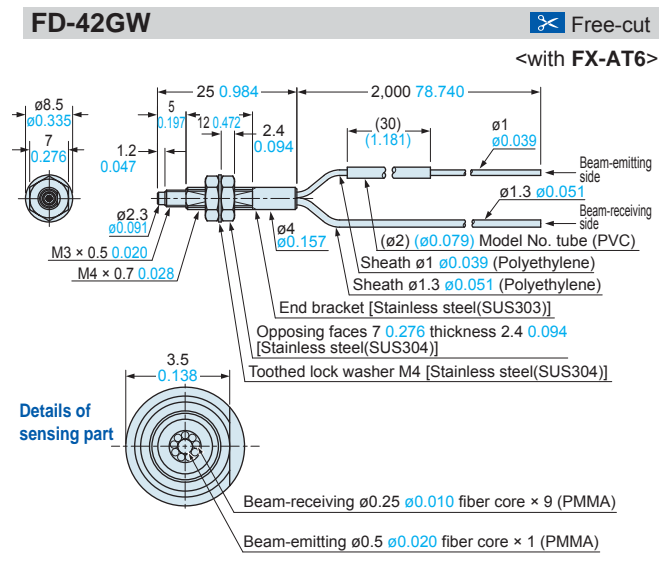 FD-42GW
Free-cut
<with FX-AT6>
ø8.5
ø0.335
7
0.276
25 0.984
2,000 78.740
5
0.197
12 0.472
2.4
0.094
1.2
0.047
(30)
(1.181)
ø1
ø0.039
Beam-emitting
side
ø1.3 ø0.051
Beam-receiving
side
ø2.3
ø0.091
ø4
ø0.157
M3 × 0.5 0.020
M4 × 0.7 0.028
(ø2) (ø0.079) Model No. tube (PVC)
Sheath ø1 ø0.039 (Polyethylene)
Sheath ø1.3 ø0.051 (Polyethylene)
End bracket [Stainless steel(SUS303)]
Opposing faces 7 0.276 thickness 2.4 0.094
[Stainless steel(SUS304)]
Toothed lock washer M4 [Stainless steel(SUS304)]
3.5
0.138
Details of
sensing part
Beam-receiving ø0.25 ø0.010 fiber core × 9 (PMMA)
Beam-emitting ø0.5 ø0.020 fiber core × 1 (PMMA)